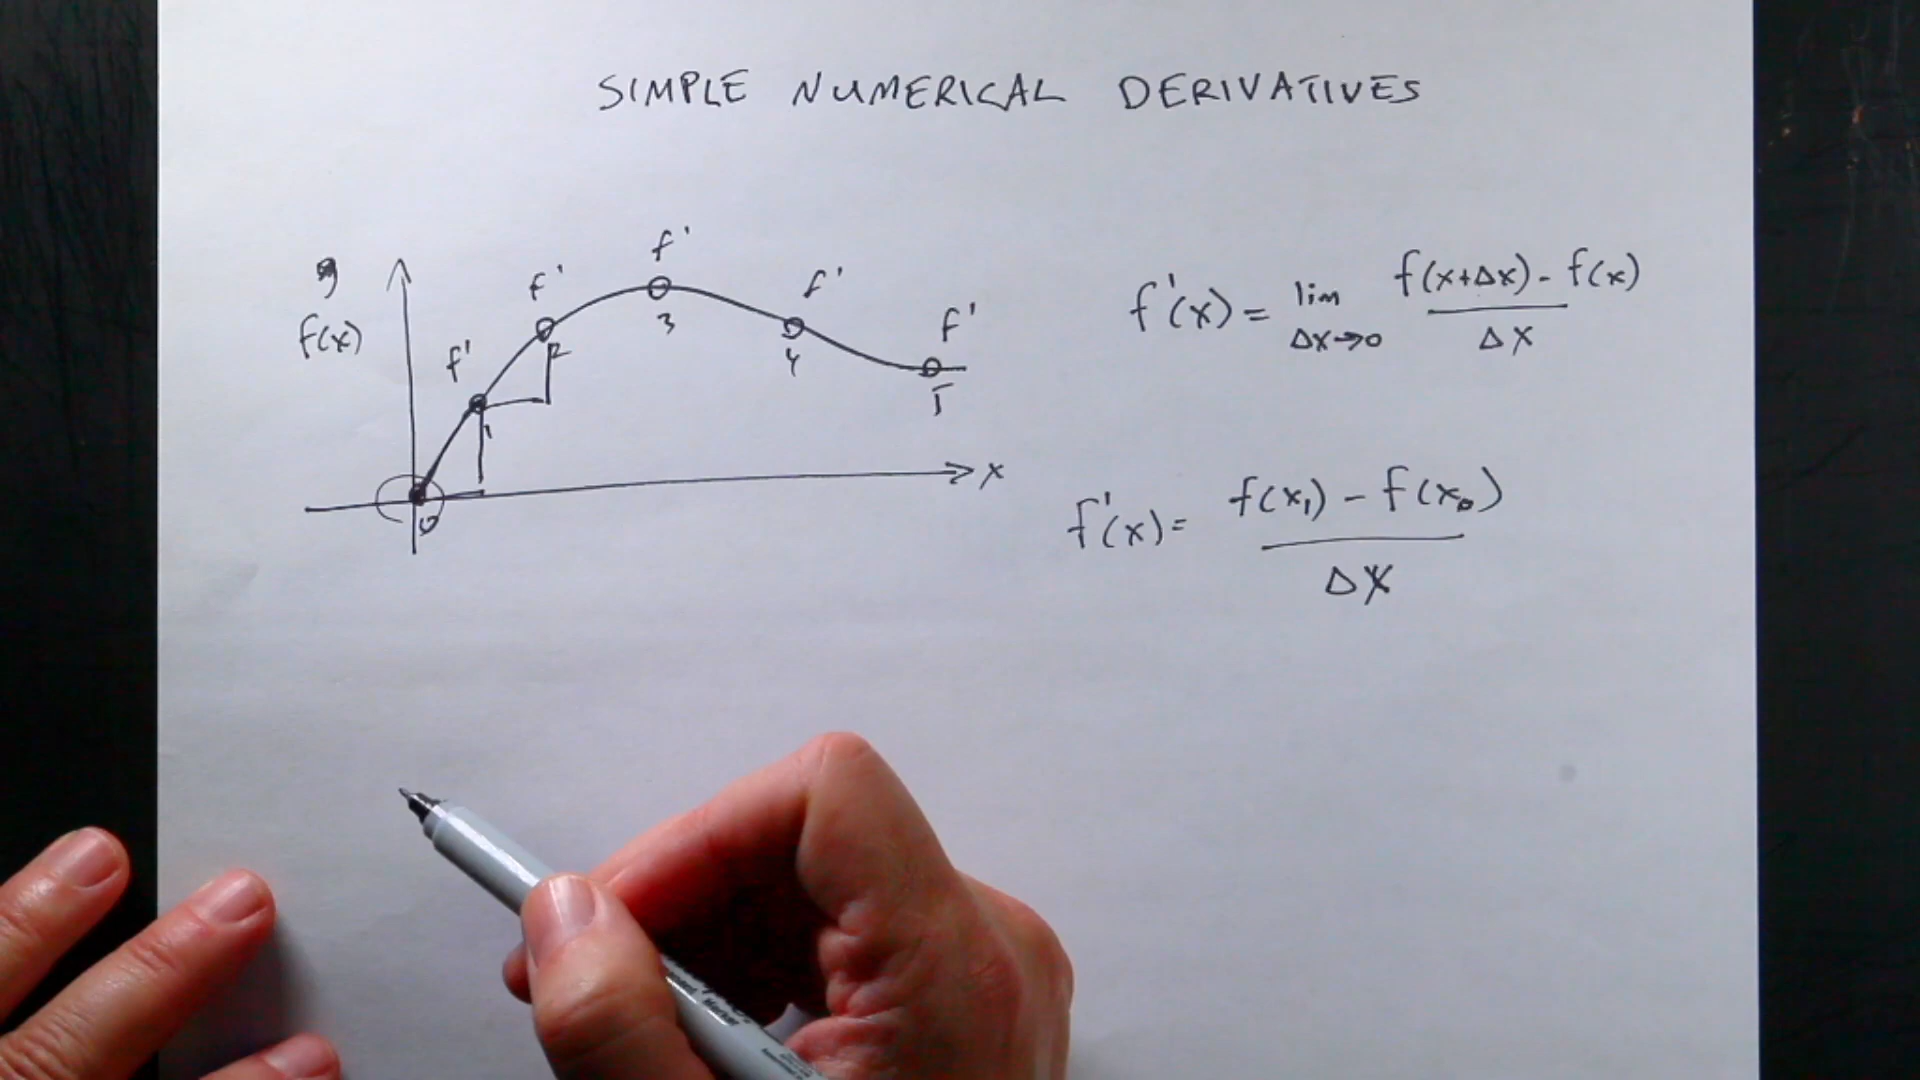 SIMPLE NUMERICAL DERIVATIVES
f'
f'
f'
f(x)
f'
f'
0
1
2
3
4
5
x
f'(x) = lim Δx→0 f(x+Δx) - f(x) / Δx
f'(x) = f(x₁) - f(x₀) / Δx